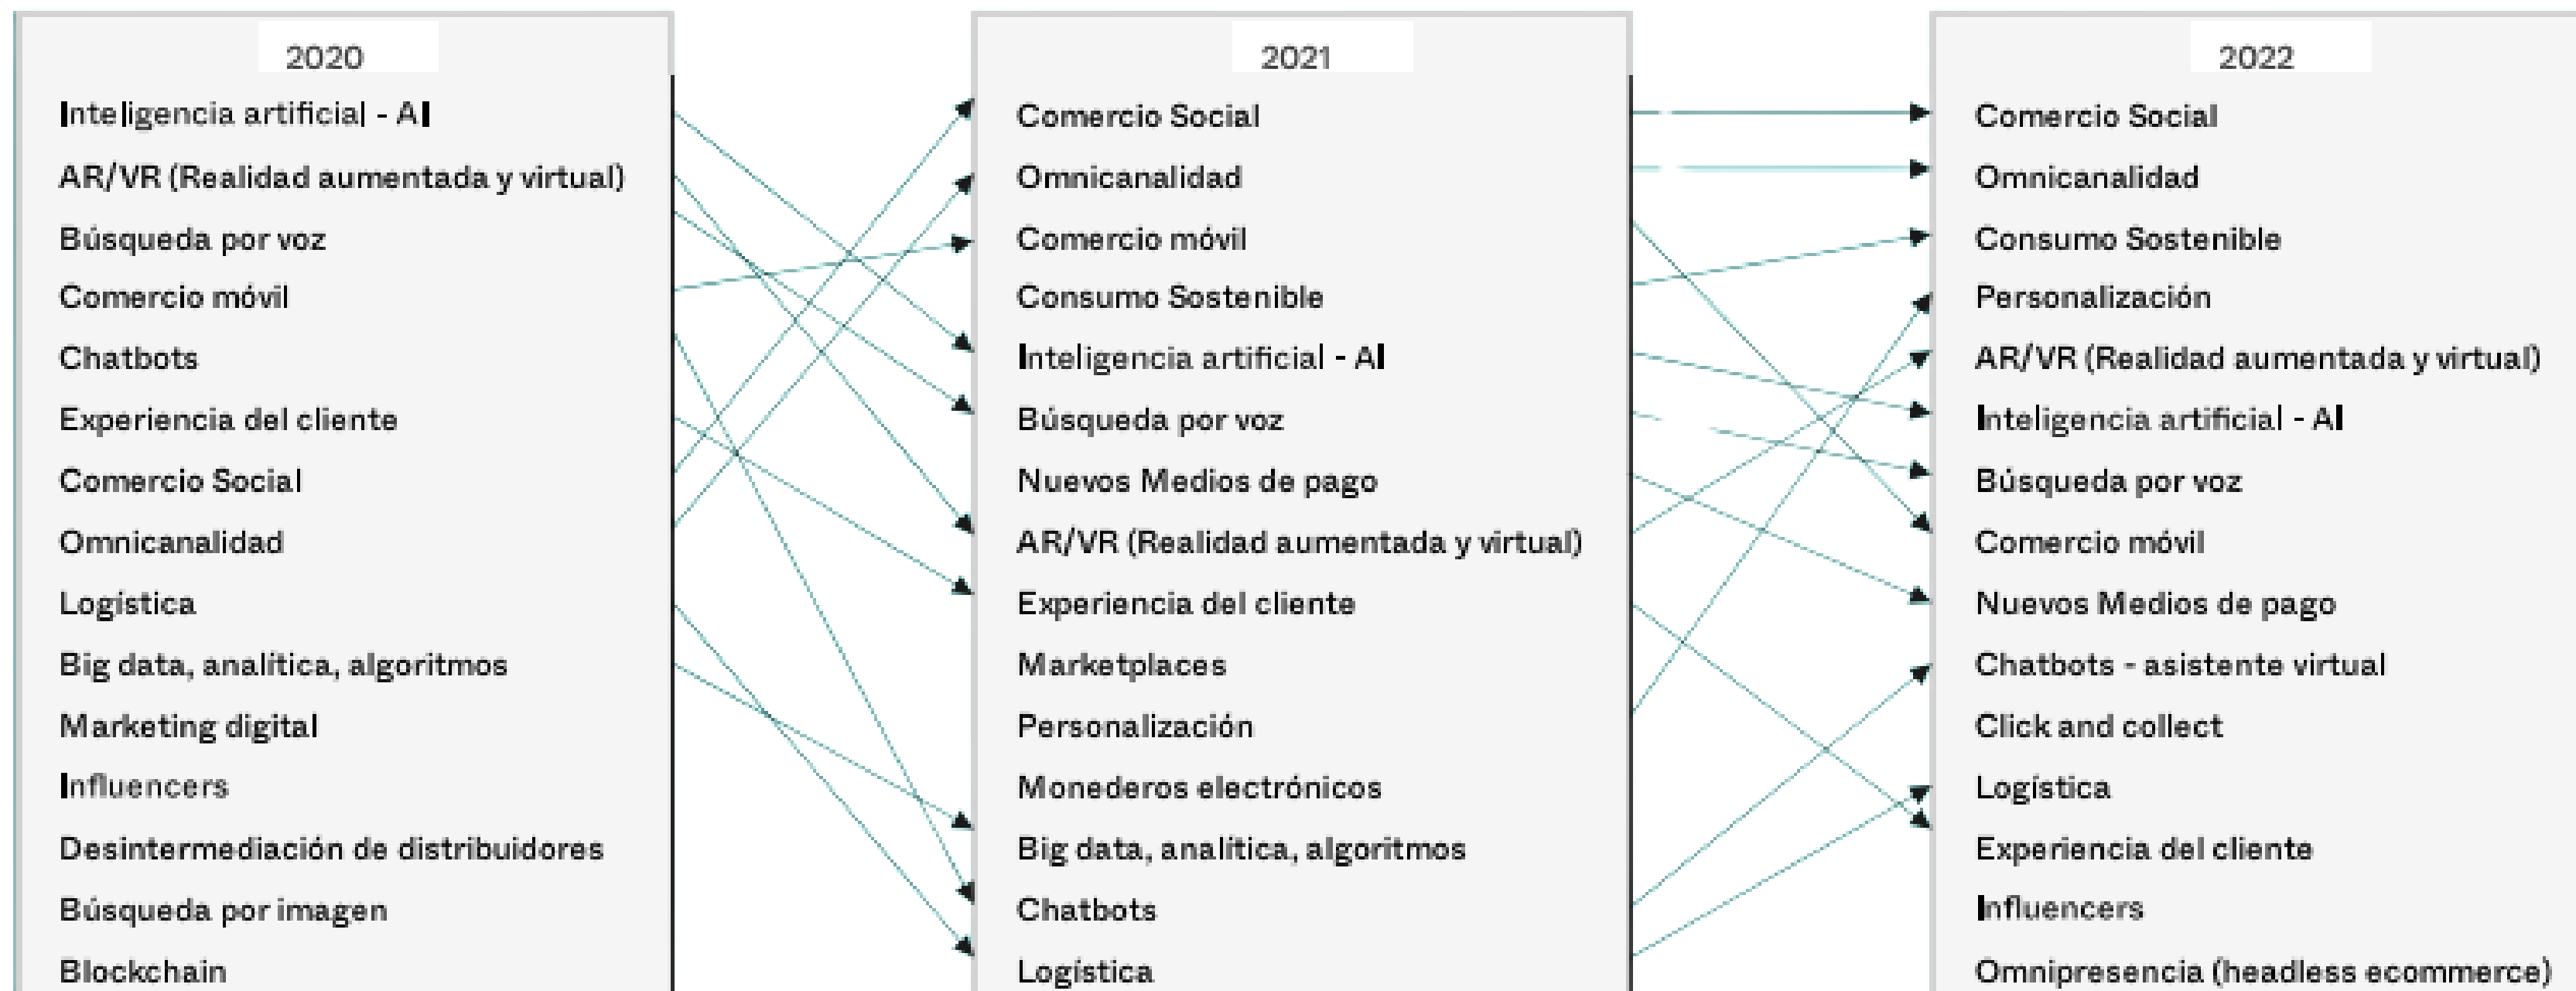 2020
Inteligencia artificial - AI
AR/VR (Realidad aumentada y virtual)
Búsqueda por voz
Comercio móvil
Chatbots
Experiencia del cliente
Comercio Social
Omnicanalidad
Logística
Big data, analítica, algoritmos
Marketing digital
Influencers
Desintermediación de distribuidores
Búsqueda por imagen
Blockchain
2021
Comercio Social
Omnicanalidad
Comercio móvil
Consumo Sostenible
Inteligencia artificial - AI
Búsqueda por voz
Nuevos Medios de pago
AR/VR (Realidad aumentada y virtual)
Experiencia del cliente
Marketplaces
Personalización
Monederos electrónicos
Big data, analítica, algoritmos
Chatbots
Logística
2022
Comercio Social
Omnicanalidad
Consumo Sostenible
Personalización
AR/VR (Realidad aumentada y virtual)
Inteligencia artificial - AI
Búsqueda por voz
Comercio móvil
Nuevos Medios de pago
Chatbots - asistente virtual
Click and collect
Logística
Experiencia del cliente
Influencers
Omnipresencia (headless ecommerce)